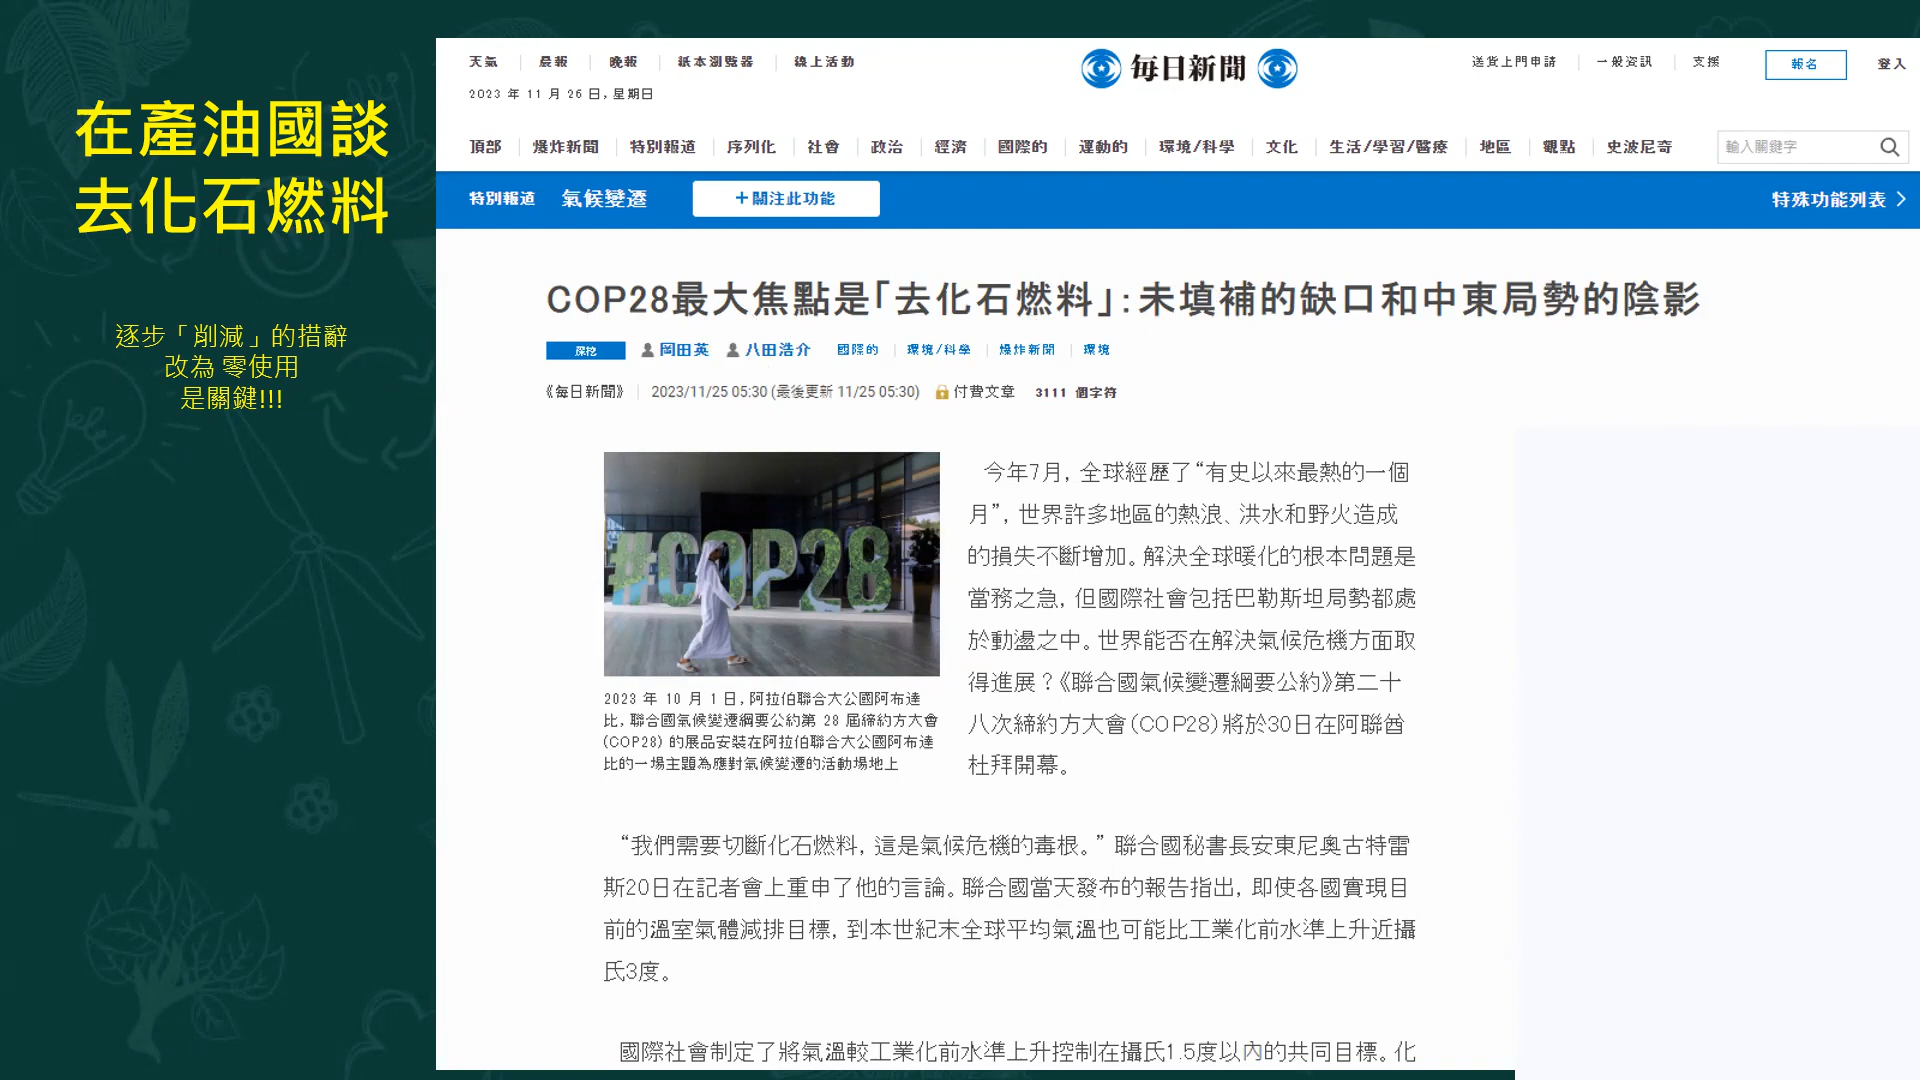 在產油國談
去化石燃料
逐步「削減」的措辭
改為 零使用
是關鍵!!!
天氣 晨報 晚報 紙本瀏覽器 線上活動
2023 年 11 月 26 日, 星期日
每日新聞
送貨上門申請 一般資訊 支援 報名 登入
頂部 爆炸新聞 特別報道 序列化 社會 政治 經濟 國際的 運動的 環境/科學 文化 生活/學習/醫療 地區 觀點 史波尼奇 輸入關鍵字
特別報道 氣候變遷 +關注此功能 特殊功能列表
COP28最大焦點是「去化石燃料」: 未填補的缺口和中東局勢的陰影
深挖 岡田英 八田浩介 國際的 環境/科學 爆炸新聞 環境
《每日新聞》 2023/11/25 05:30 (最後更新 11/25 05:30) 付費文章 3111 個字符
今年7月, 全球經歷了“有史以來最熱的一個
月”, 世界許多地區的熱浪、洪水和野火造成
的損失不斷增加。解決全球暖化的根本問題是
當務之急, 但國際社會包括巴勒斯坦局勢都處
於動盪之中。世界能否在解決氣候危機方面取
得進展？《聯合國氣候變遷綱要公約》第二十
八次締約方大會 (COP28) 將於30日在阿聯酋
杜拜開幕。
#COP28
2023 年 10 月 1 日, 阿拉伯聯合大公國阿布達
比, 聯合國氣候變遷綱要公約第 28 屆締約方大會
(COP28) 的展品安裝在阿拉伯聯合大公國阿布達
比的一場主題為應對氣候變遷的活動場地上
“我們需要切斷化石燃料, 這是氣候危機的毒根。” 聯合國秘書長安東尼奧古特雷
斯20日在記者會上重申了他的言論。聯合國當天發布的報告指出, 即使各國實現目
前的溫室氣體減排目標, 到本世紀末全球平均氣溫也可能比工業化前水準上升近攝
氏3度。
國際社會制定了將氣溫較工業化前水準上升控制在攝氏1.5度以內的共同目標。化